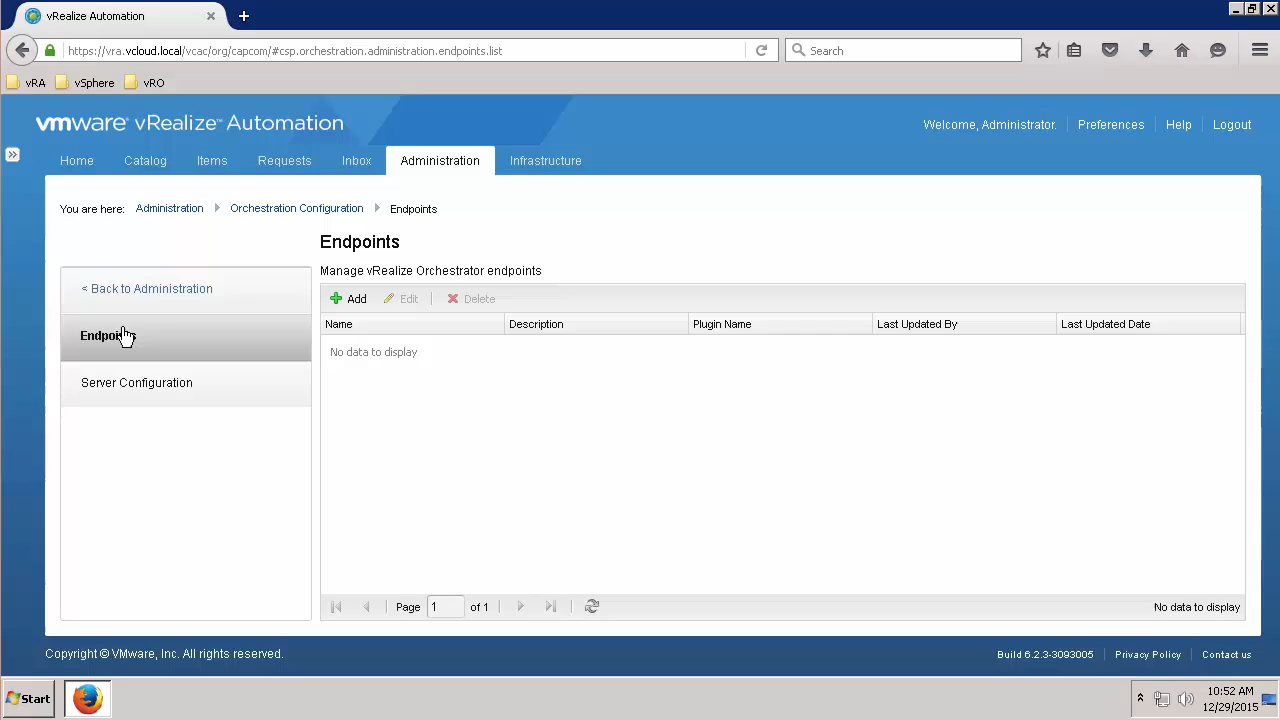 vRealize Automation
https://vra.vcloud.local/vcac/org/capcom/#csp.orchestration.administration.endpoints.list
Search
vRA vSphere vRO
vmware® vRealize™ Automation
Welcome, Administrator. Preferences Help Logout
Home Catalog Items Requests Inbox Administration Infrastructure
You are here: Administration Orchestration Configuration Endpoints
Endpoints
Manage vRealize Orchestrator endpoints
< Back to Administration
Endpoints
Server Configuration
Add Edit Delete
Name Description Plugin Name Last Updated By Last Updated Date
No data to display
Page 1 of 1 No data to display
Copyright © VMware, Inc. All rights reserved.
Build 6.2.3-3093005 Privacy Policy Contact us
Start
10:52 AM
12/29/2015